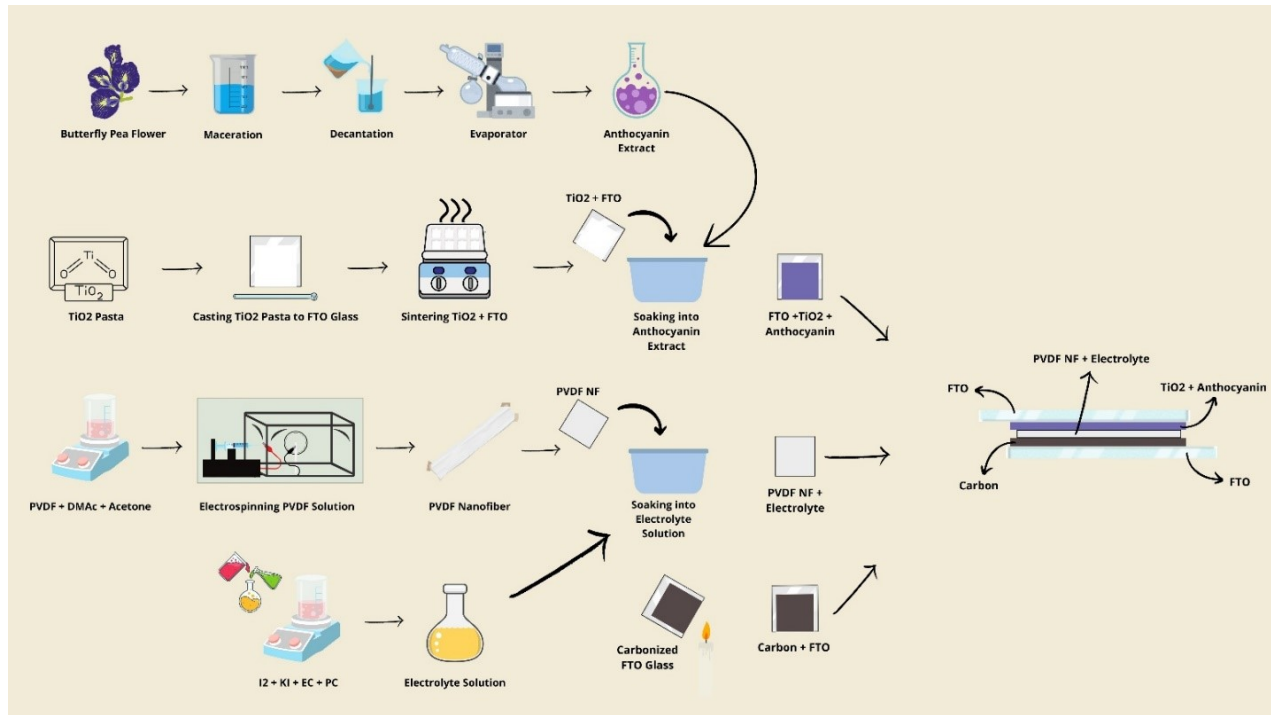 Butterfly Pea Flower
Maceration
Decantation
Evaporator
Anthocyanin
Extract
TiO2 + FTO
Ti
O
O
TiO2
TiO2 Pasta
Casting TiO2 Pasta to FTO Glass
Sintering TiO2 + FTO
Soaking into
Anthocyanin
Extract
FTO +TiO2 +
Anthocyanin
PVDF NF
PVDF + DMAc + Acetone
Electrospinning PVDF Solution
PVDF Nanofiber
Soaking into
Electrolyte
Solution
PVDF NF +
Electrolyte
I2 + KI + EC + PC
Electrolyte Solution
Carbonized
FTO Glass
Carbon + FTO
PVDF NF + Electrolyte
FTO
TiO2 + Anthocyanin
Carbon
FTO